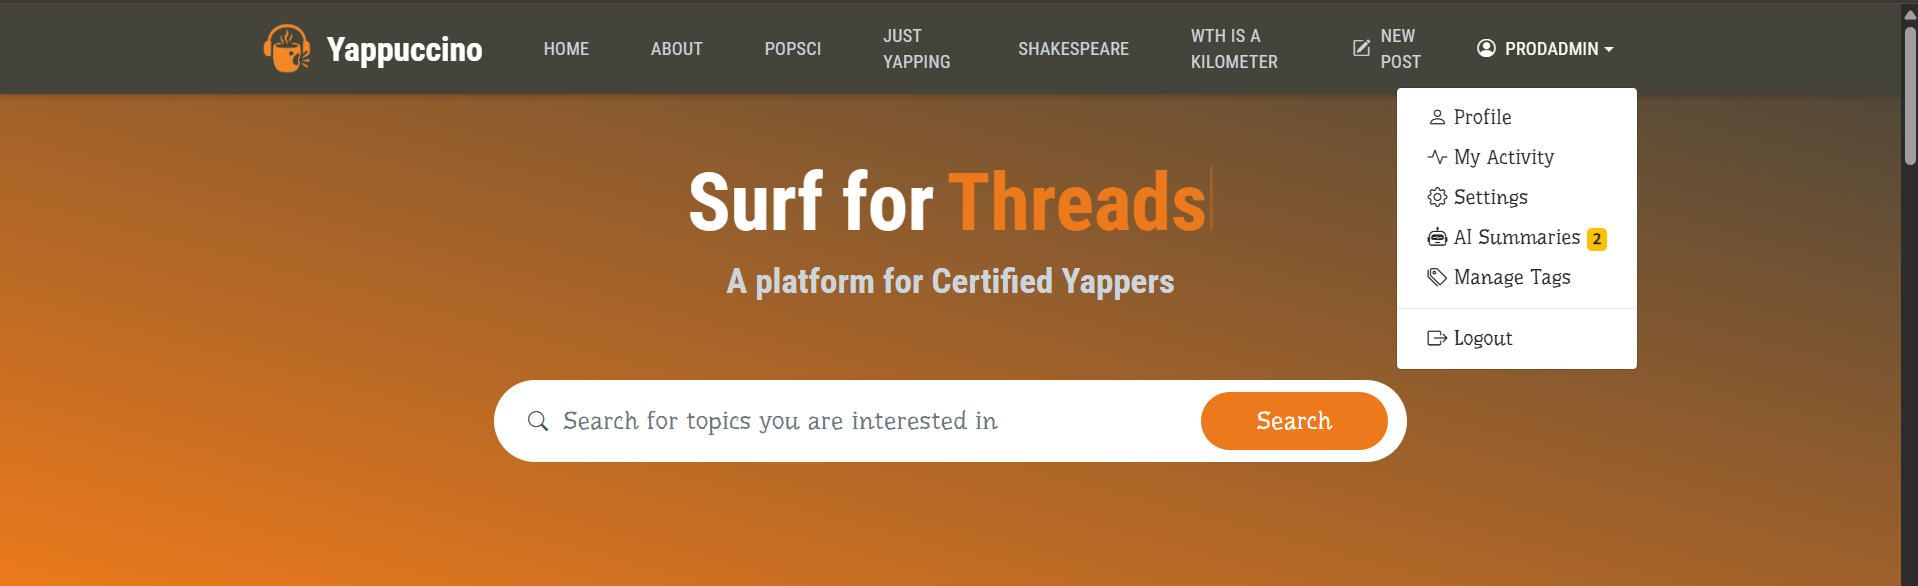 Yappuccino
HOME
ABOUT
POPSCI
JUST
YAPPING
SHAKESPEARE
WTH IS A
KILOMETER
NEW
POST
PRODADMIN
Profile
My Activity
Settings
AI Summaries 2
Manage Tags
Logout
Surf for Threads
A platform for Certified Yappers
Search for topics you are interested in
Search